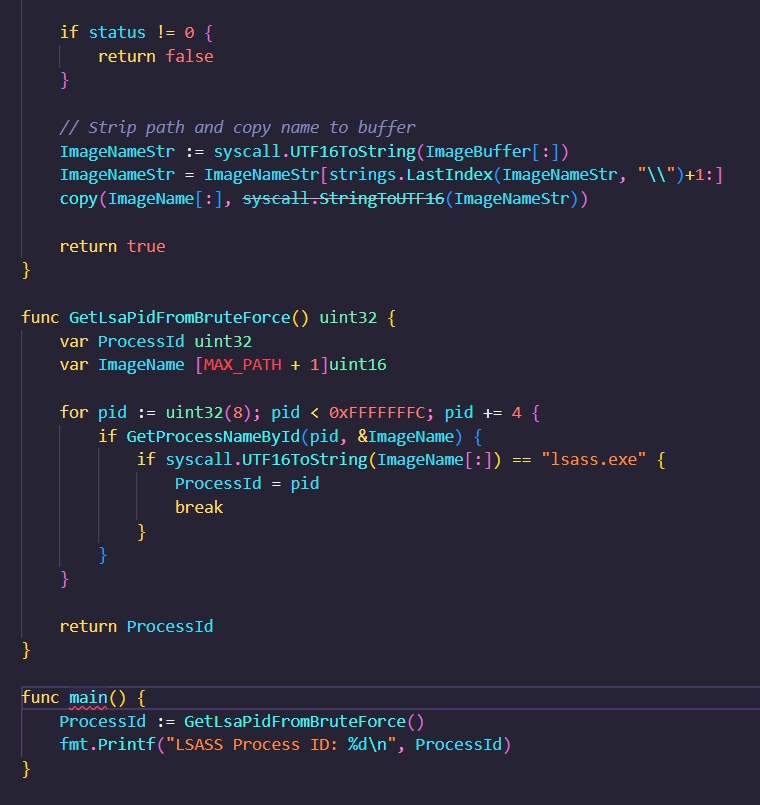 if status != 0 {
        return false
    }

    // Strip path and copy name to buffer
    ImageNameStr := syscall.UTF16ToString(ImageBuffer[:])
    ImageNameStr = ImageNameStr[strings.LastIndex(ImageNameStr, "\\")+1:]
    copy(ImageName[:], syscall.StringToUTF16(ImageNameStr))

    return true
}

func GetLsaPidFromBruteForce() uint32 {
    var ProcessId uint32
    var ImageName [MAX_PATH + 1]uint16

    for pid := uint32(8); pid < 0xFFFFFFFC; pid += 4 {
        if GetProcessNameById(pid, &ImageName) {
            if syscall.UTF16ToString(ImageName[:]) == "lsass.exe" {
                ProcessId = pid
                break
            }
        }
    }

    return ProcessId
}

func main() {
    ProcessId := GetLsaPidFromBruteForce()
    fmt.Printf("LSASS Process ID: %d\n", ProcessId)
}